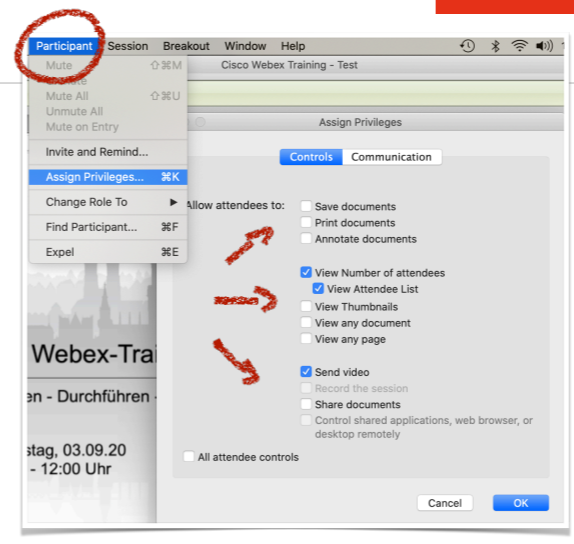 Participant Session Breakout Window Help
Mute ⇧⌘M
Cisco Webex Training - Test
Mute All ⇧⌘U
Unmute All
Mute on Entry
Assign Privileges
Invite and Remind...
Controls Communication
Assign Privileges... ⌘K
Change Role To ▶
Allow attendees to:
Save documents
Print documents
Annotate documents
Find Participant... ⌘F
Expel ⌘E
View Number of attendees
View Attendee List
View Thumbnails
View any document
View any page
Webex-Trai
Send video
Record the session
Share documents
Control shared applications, web browser, or
desktop remotely
en - Durchführen -
stag, 03.09.20
- 12:00 Uhr
All attendee controls
Cancel OK